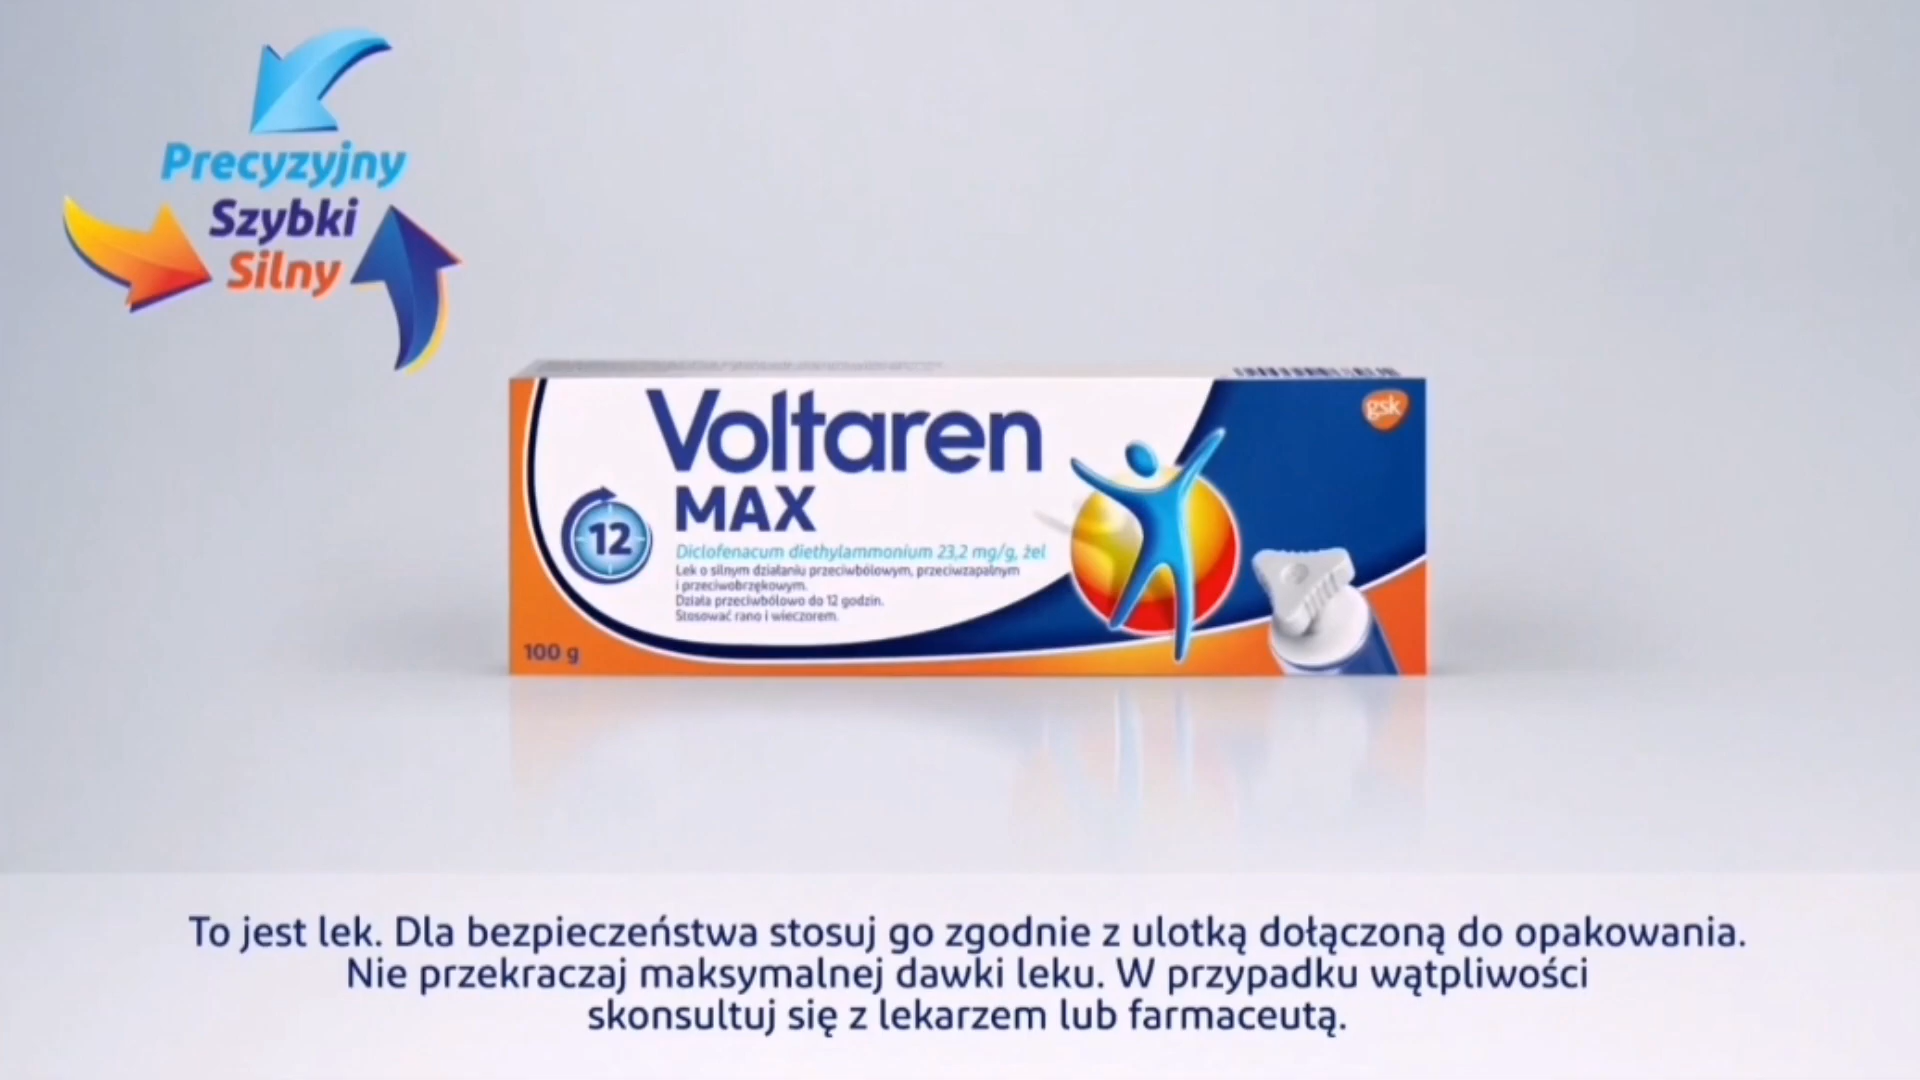 Precyzyjny
Szybki
Silny
gsk
Voltaren
MAX
12
Diclofenacum diethylammonium 23,2 mg/g, żel
Lek o silnym działaniu przeciwbólowym, przeciwzapalnym
i przeciwobrzękowym.
Działa przeciwbólowo do 12 godzin.
Stosować rano i wieczorem.
100 g
To jest lek. Dla bezpieczeństwa stosuj go zgodnie z ulotką dołączoną do opakowania.
Nie przekraczaj maksymalnej dawki leku. W przypadku wątpliwości
skonsultuj się z lekarzem lub farmaceutą.